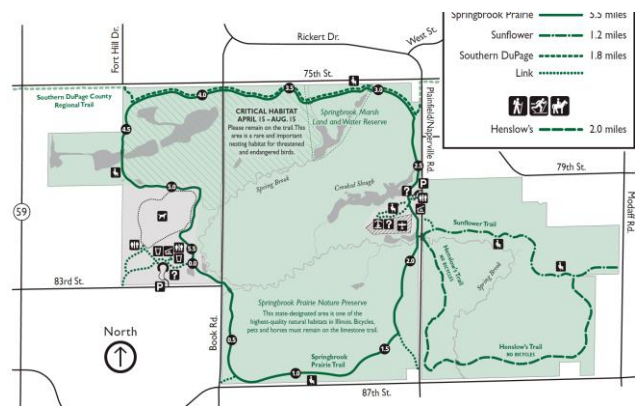 Springbrook Prairie 5.5 miles
Sunflower 1.2 miles
Southern DuPage 1.8 miles
Link
Henslow's 2.0 miles
Fort Hill Dr.
Rickert Dr.
West St.
75th St.
Southern DuPage County
Regional Trail
4.0
3.5
3.0
CRITICAL HABITAT
APRIL 15 – AUG. 15
Please remain on the trail. This
area is a rare and important
nesting habitat for threatened
and endangered birds.
Springbrook Marsh
Land and Water Reserve
Plainfield/Naperville Rd.
4.5
2.5
79th St.
Spring Brook
Crooked Slough
5.0
P
?
59
Modaff Rd.
Sunflower Trail
?
5.5
0.0
?
2.0
Henslow's Trail
NO BICYCLES
Spring Brook
83rd St.
P
Springbrook Prairie Nature Preserve
This state-designated area is one of the
highest-quality natural habitats in Illinois. Bicycles,
pets and horses must remain on the limestone trail.
North
Book Rd.
0.5
1.5
Springbrook
Prairie Trail
1.0
Henslow's Trail
NO BICYCLES
87th St.